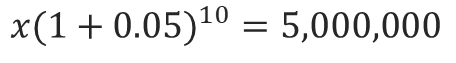 x(1 + 0.05)¹⁰ = 5,000,000